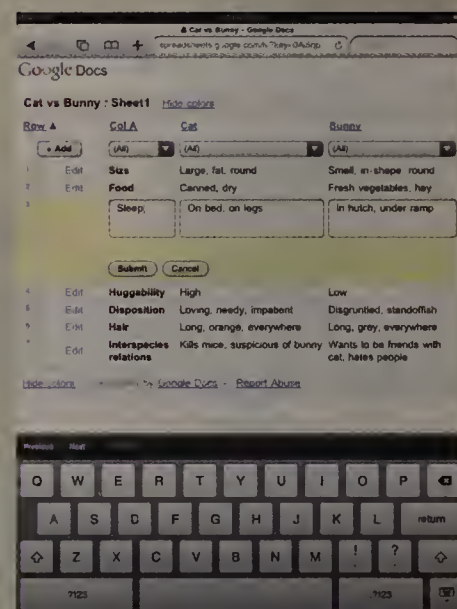 Cat vs Bunny - Google Docs
Google Docs
Cat vs Bunny : Sheet1 Hide colors
Row ▲ Col A Cat Bunny
+ Add (All) (All) (All)
1 Edit Size Large, fat, round Small, in-shape round
2 Edit Food Canned, dry Fresh vegetables, hay
3 Sleep, On bed, on legs In hutch, under ramp
Submit Cancel
4 Edit Huggability High Low
5 Edit Disposition Loving, needy, impatient Disgruntled, standoffish
6 Edit Hair Long, orange, everywhere Long, grey, everywhere
Edit Interspecies Kills mice, suspicious of bunny Wants to be friends with
relations cat, hates people
Hide colors Google Docs - Report Abuse
Previous Next
Q W E R T Y U I O P
A S D F G H J K L return
Z X C V B N M ! , ? .
.?123 .?123